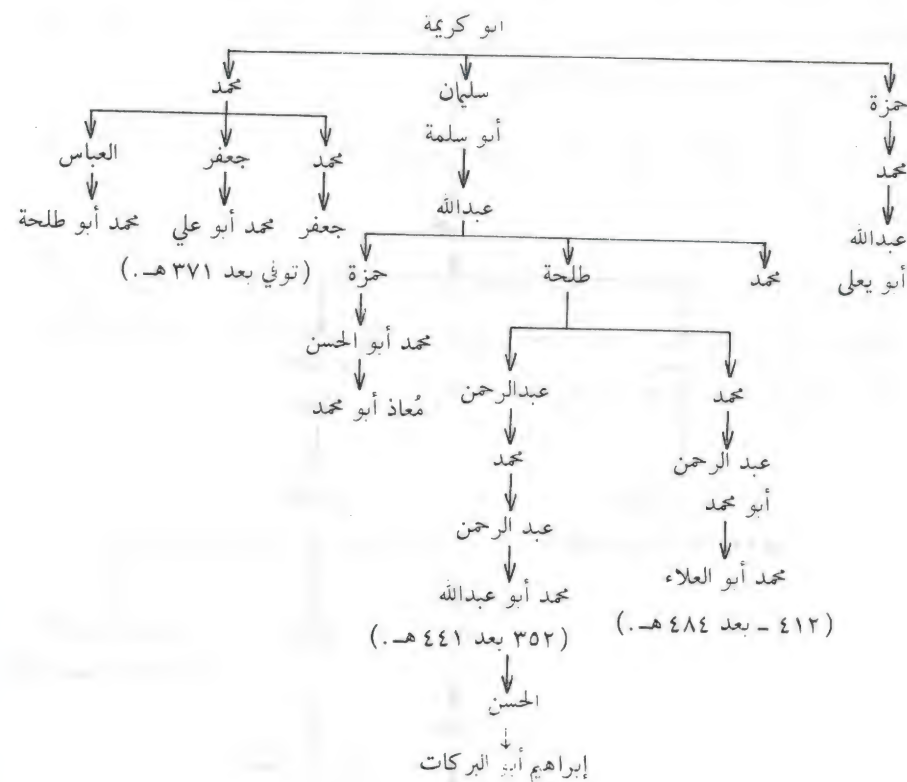 أبو كريمة
حمزة
سليمان
محمد
أبو سلمة
محمد
محمد
جعفر
العباس
عبدالله
عبدالله
جعفر
محمد أبو علي
محمد أبو طلحة
أبو يعلى
محمد
طلحة
حمزة
(توفي بعد ٣٧١ هـ.)
محمد أبو الحسن
محمد
عبدالرحمن
مُعاذ أبو محمد
عبد الرحمن
محمد
أبو محمد
عبد الرحمن
محمد أبو العلاء
محمد أبو عبدالله
(٤١٢ - بعد ٤٨٤ هـ.)
(٣٥٢ بعد ٤٤١ هـ.)
الحسن
إبراهيم أبو البركات